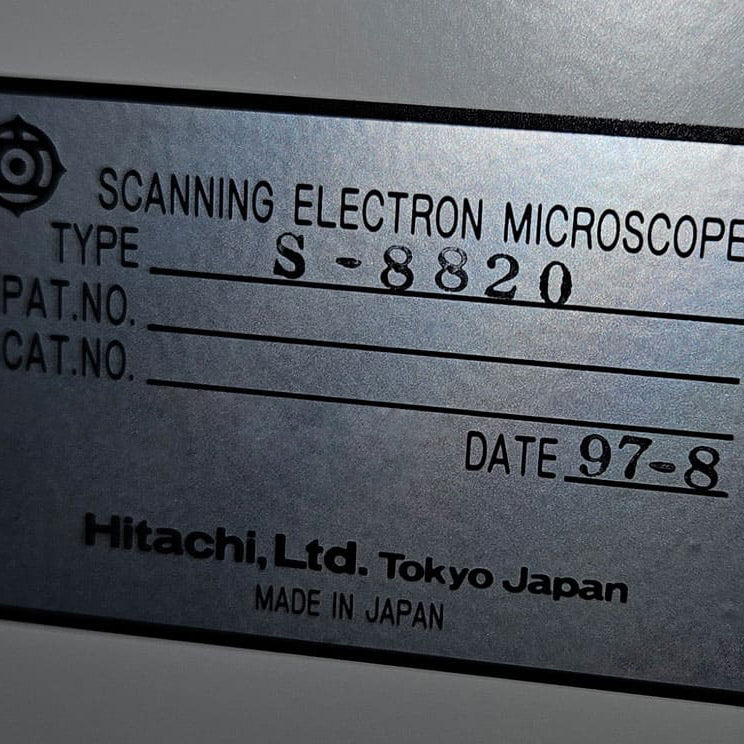 SCANNING ELECTRON MICROSCOPE
TYPE S-8820
PAT.NO.
CAT.NO.
DATE 97-8
Hitachi, Ltd. Tokyo Japan
MADE IN JAPAN